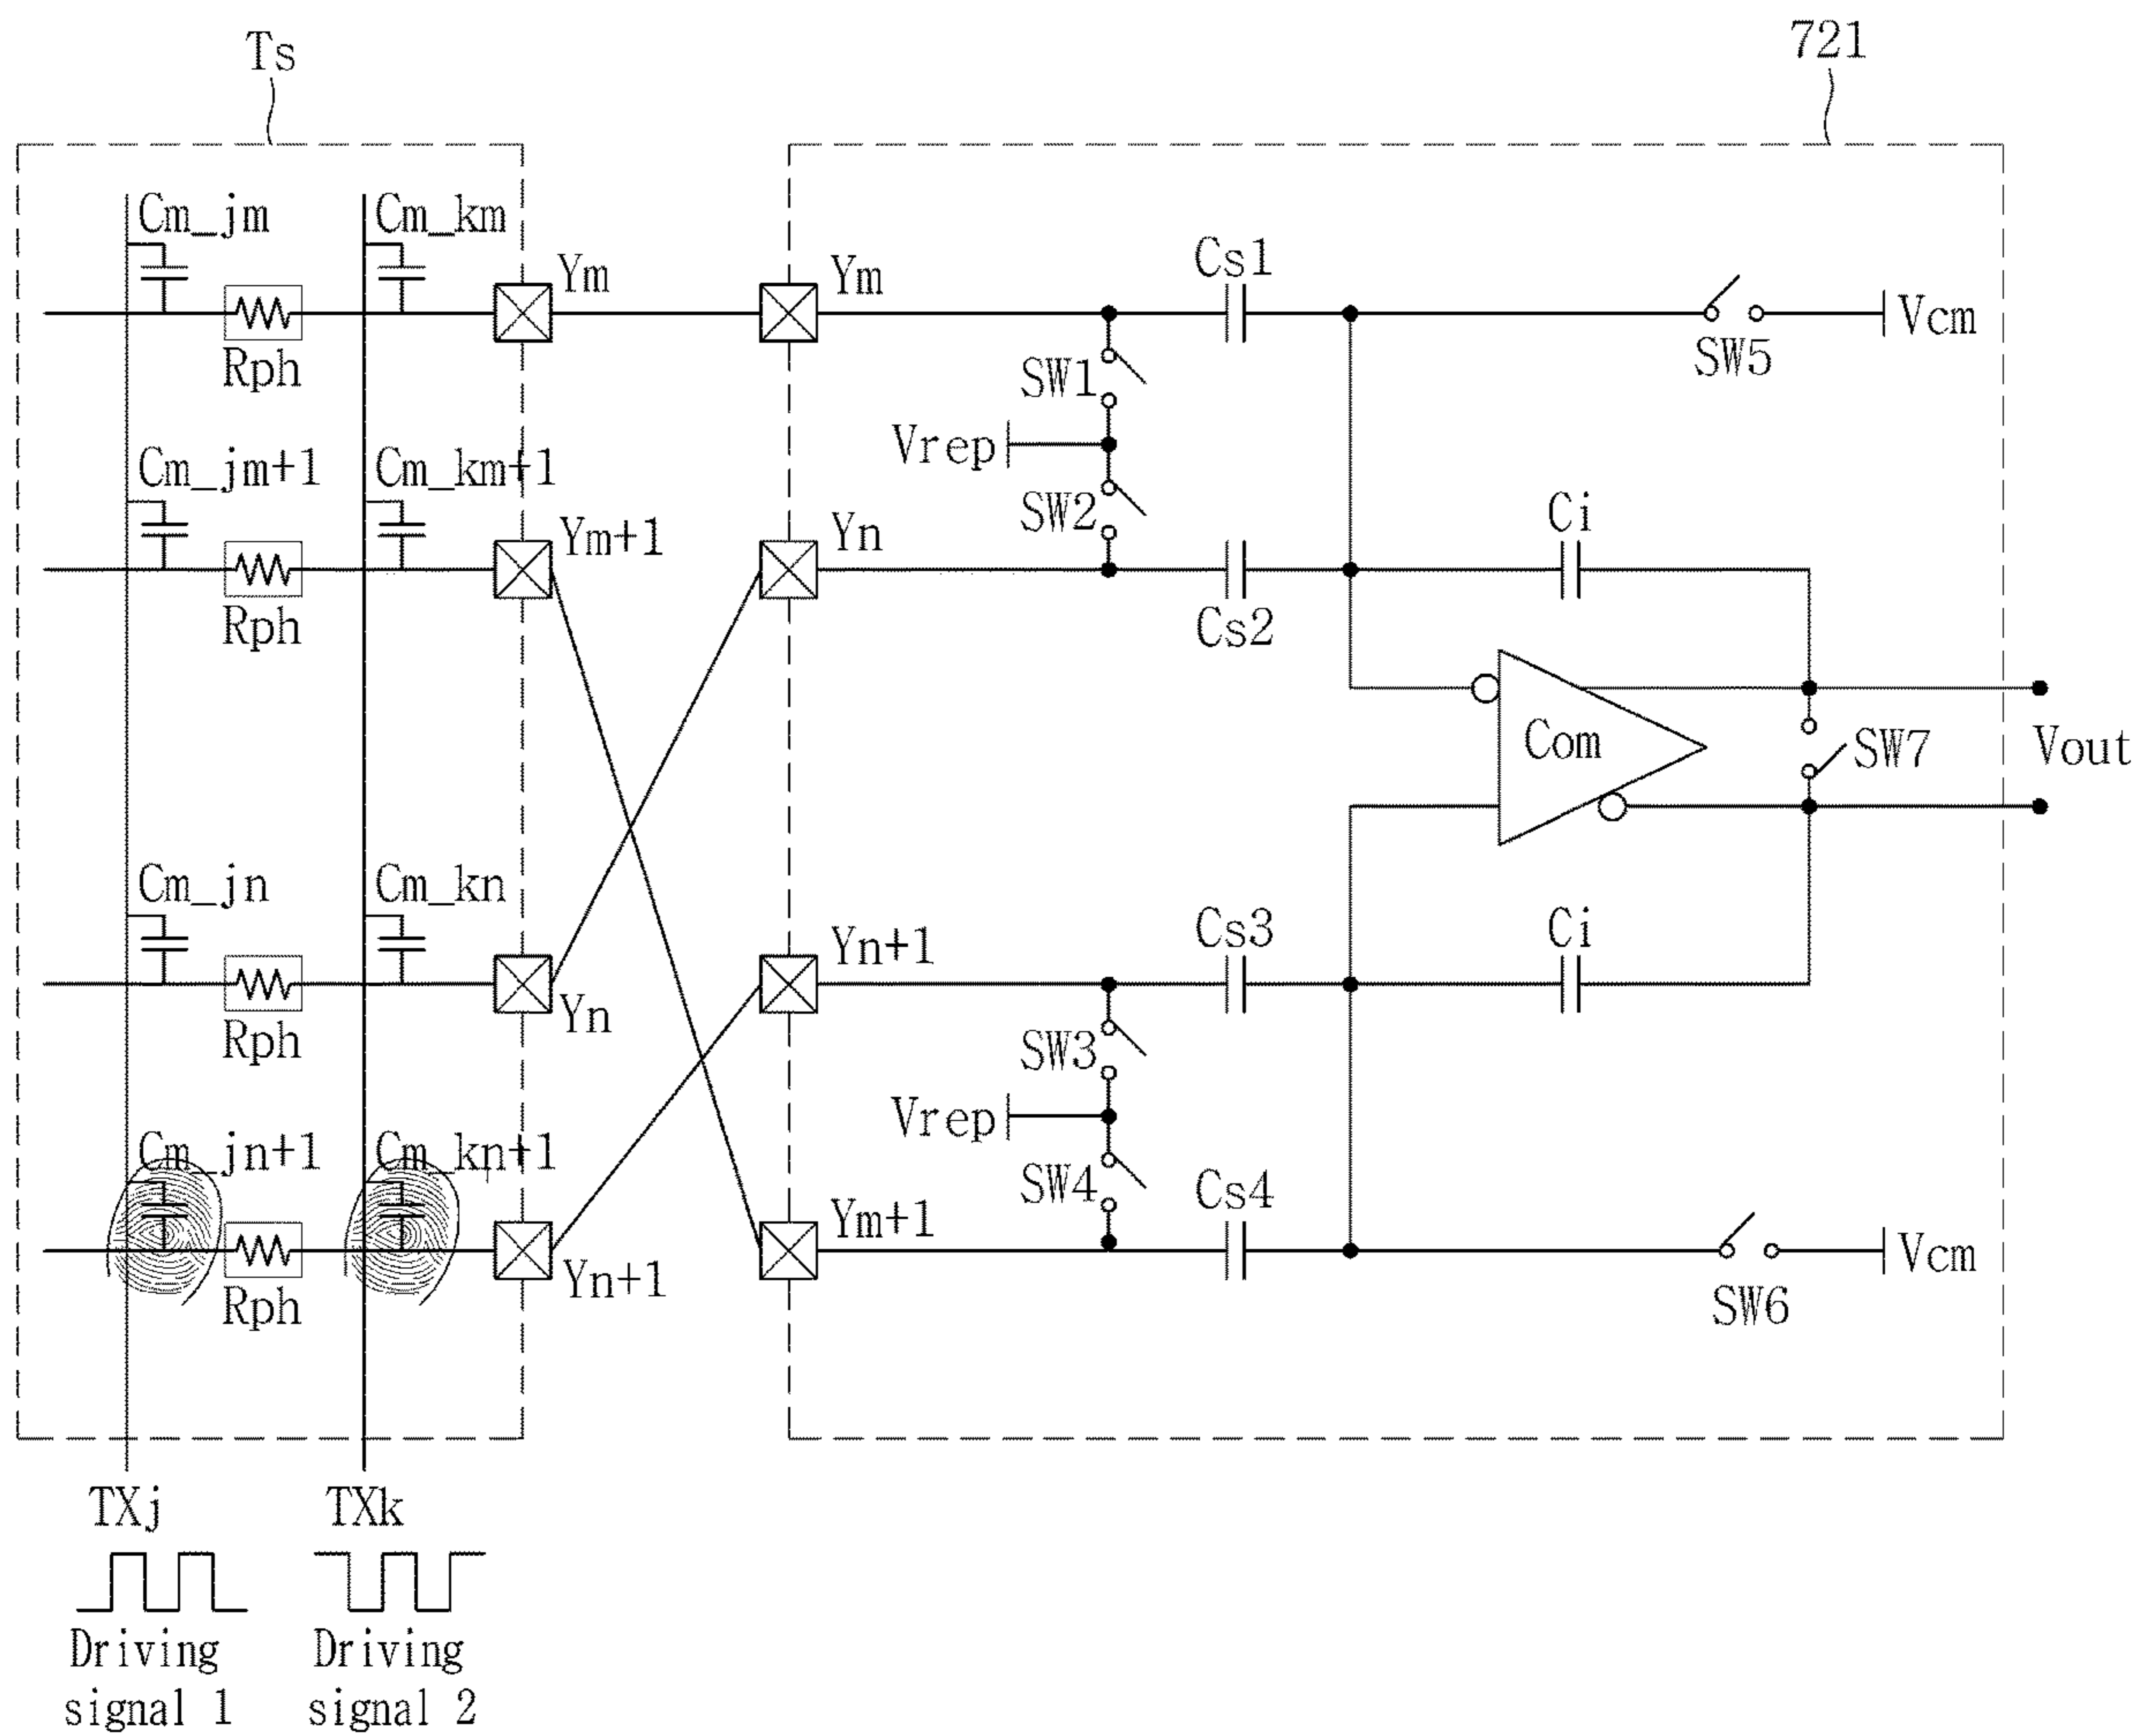 Ts
721
Cm_jm
Cm_km
Ym
Ym
Cs1
Vcm
Rph
SW1
SW5
Vrep
Cm_jm+1
Cm_km+1
SW2
Ci
Ym+1
Yn
Rph
Cs2
Com
SW7
Vout
Cm_jn
Cm_kn
Yn+1
Cs3
Ci
Yn
Rph
SW3
Vrep
Cm_jn+1
Cm_kn+1
SW4
Cs4
Ym+1
Vcm
Yn+1
Rph
SW6
TXj
TXk
Driving
signal 1
Driving
signal 2